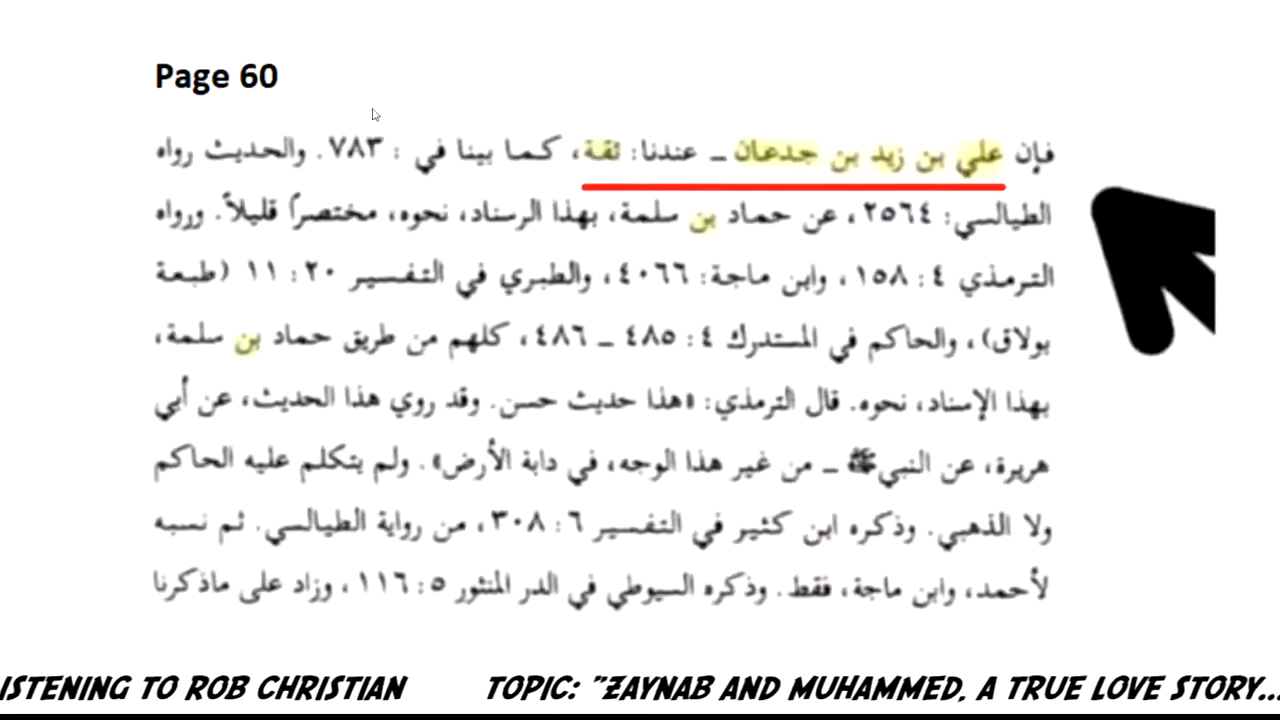 Page 60
فإن علي بن زيد بن جدعان ـ عندنا: ثقة، كما بينا في : ٧٨٣. والحديث رواه
الطيالسي: ٢٥٦٤، عن حماد بن سلمة، بهذا الرسناد، نحوه، مختصراً قليلاً. ورواه
الترمذي ٤: ١٥٨، وابن ماجة: ٤٠٦٦، والطبري في التفسير ٢٠: ١١ (طبعة
بولاق)، والحاكم في المستدرك ٤: ٤٨٥ ـ ٤٨٦، كلهم من طريق حماد بن سلمة،
بهذا الإسناد، نحوه. قال الترمذي: «هذا حديث حسن. وقد روي هذا الحديث، عن أبي
هريرة، عن النبي ﷺ ـ من غير هذا الوجه، في دابة الأرض». ولم يتكلم عليه الحاكم
ولا الذهبي. وذكره ابن كثير في التفسير ٦: ٣٠٨، من رواية الطيالسي. ثم نسبه
لأحمد، وابن ماجة، فقط. وذكره السيوطي في الدر المنثور ٥: ١١٦، وزاد على ماذكرنا
ISTENING TO ROB CHRISTIAN TOPIC: "ZAYNAB AND MUHAMMED, A TRUE LOVE STORY...